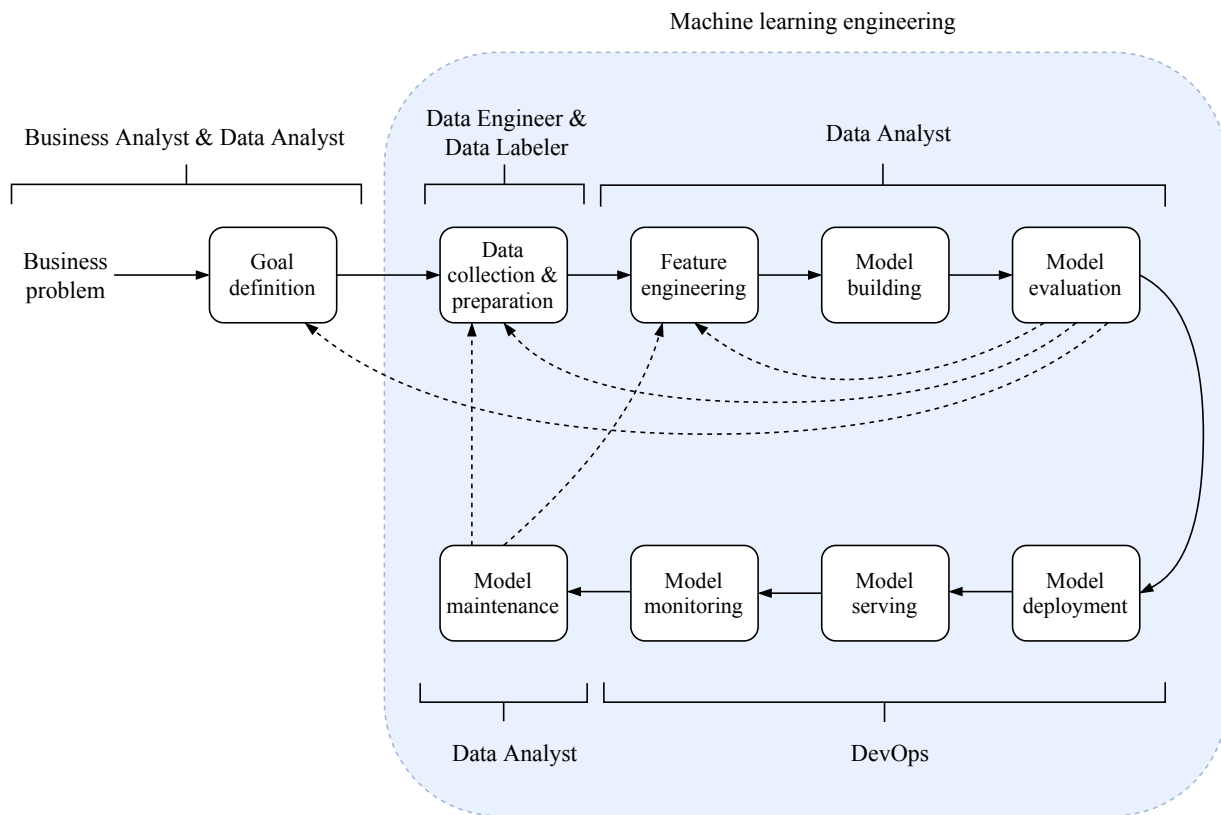 Machine learning engineering
Business Analyst & Data Analyst
Data Engineer &
Data Labeler
Data Analyst
Business
problem
Goal
definition
Data
collection &
preparation
Feature
engineering
Model
building
Model
evaluation
Model
maintenance
Model
monitoring
Model
serving
Model
deployment
Data Analyst
DevOps